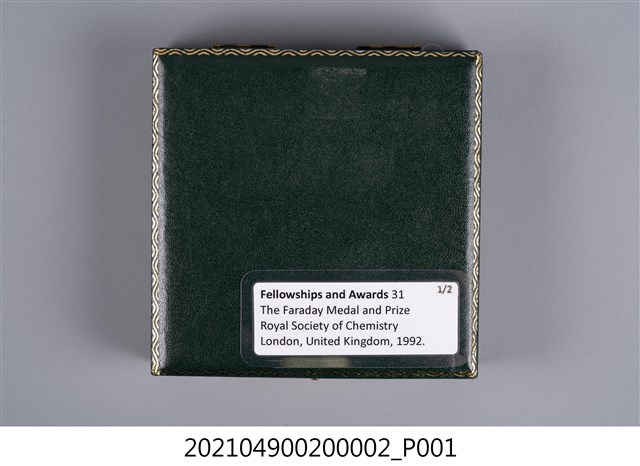 Fellowships and Awards 31 1/2
The Faraday Medal and Prize
Royal Society of Chemistry
London, United Kingdom, 1992.
202104900200002_P001